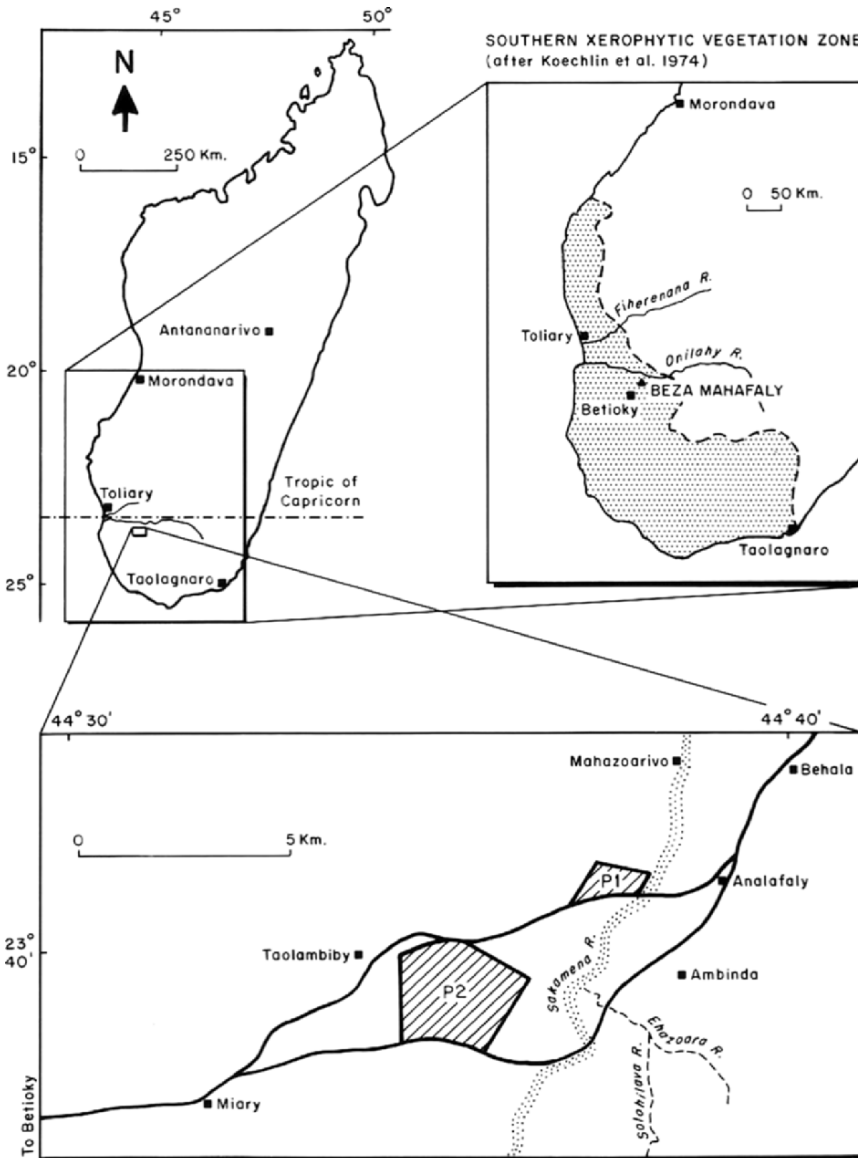 45°
50°
N
0 250 Km.
15°
20°
25°
Antananarivo
Morondava
Toliary
Tropic of
Capricorn
Taolagnaro
SOUTHERN XEROPHYTIC VEGETATION ZONE
(after Koechlin et al. 1974)
Morondava
0 50 Km.
Fiherenana R.
Toliary
Onilahy R.
BEZA MAHAFALY
Betioky
Taolagnaro
44° 30'
44° 40'
Mahazoarivo
Behala
0 5 Km.
P1
Analafaly
23°
40'
Taolambiby
P2
Sakamena R.
Ambinda
Ehazoara R.
Salohilava R.
Miary
To Betioky